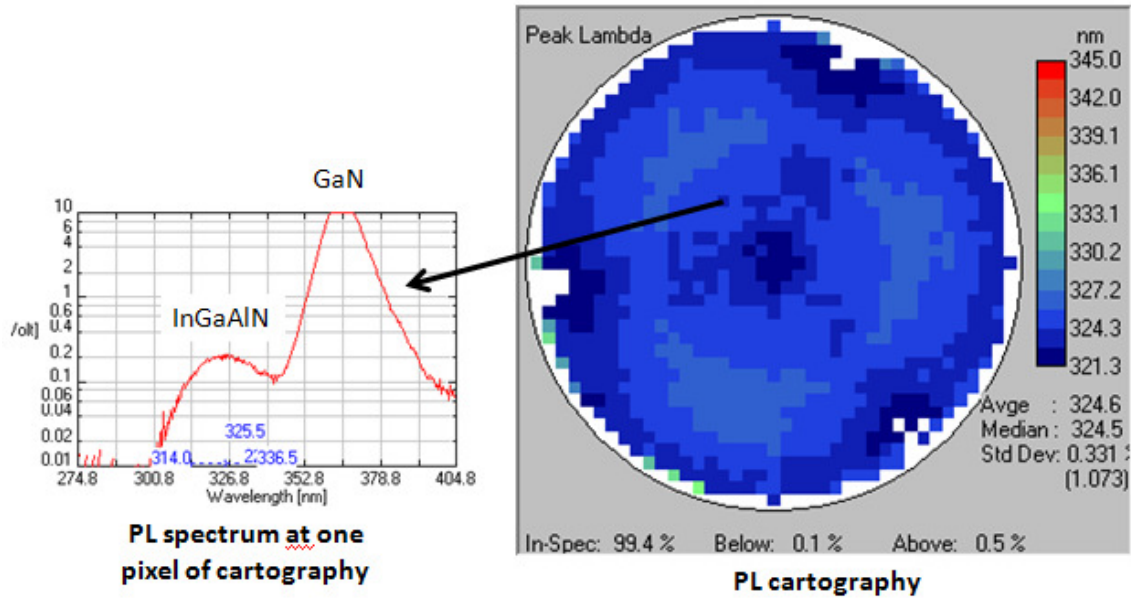 GaN
10
6
4
2
1
0.6
0.4
/olt]
0.2
0.1
0.06
0.04
0.02
0.01
InGaAlN
325.5
314.0
22336.5
274.8 300.8 326.8 352.8 378.8 404.8
Wavelength [nm]
PL spectrum at one
pixel of cartography
Peak Lambda
nm
345.0
342.0
339.1
336.1
333.1
330.2
327.2
324.3
321.3
Avge : 324.6
Median : 324.5
Std Dev: 0.331 %
(1.073)
In-Spec: 99.4 % Below: 0.1 % Above: 0.5 %
PL cartography